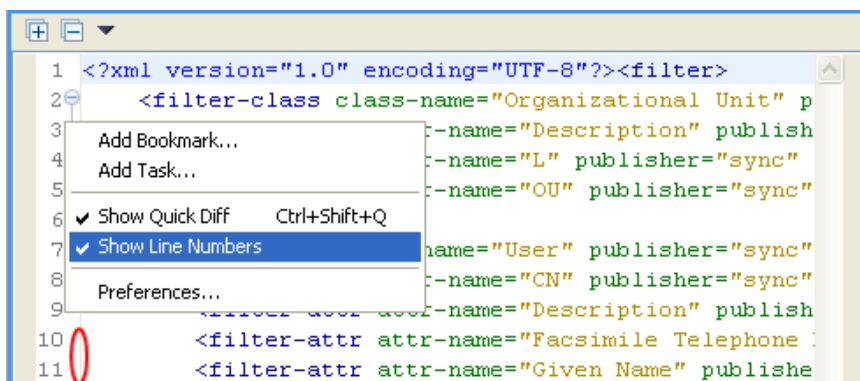 1 <?xml version="1.0" encoding="UTF-8"?><filter>
2 <filter-class class-name="Organizational Unit" p
3 r-name="Description" publish
Add Bookmark...
4 r-name="L" publisher="sync"
Add Task...
5 r-name="OU" publisher="sync"
6 Show Quick Diff Ctrl+Shift+Q
7 Show Line Numbers name="User" publisher="sync"
8 r-name="CN" publisher="sync"
Preferences...
9 <filter-attr attr-name="Description" publish
10 <filter-attr attr-name="Facsimile Telephone
11 <filter-attr attr-name="Given Name" publishe